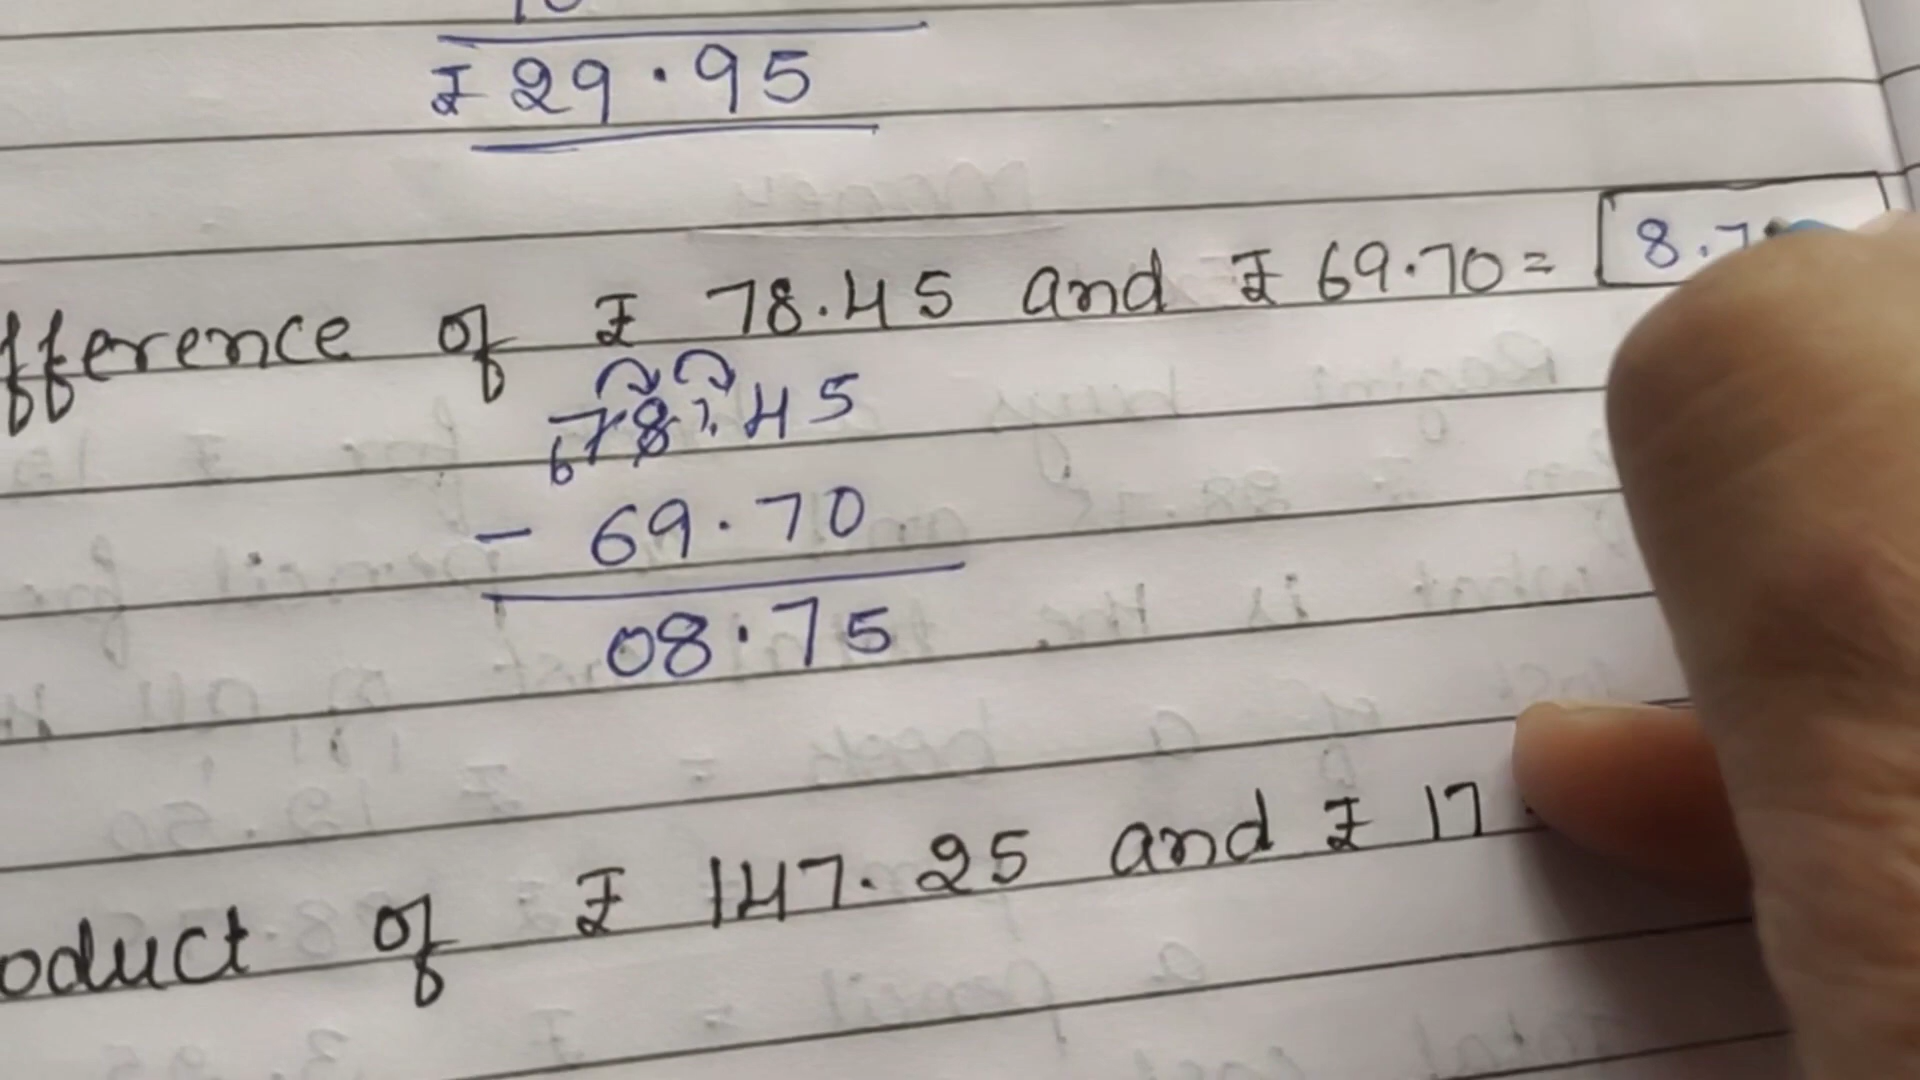 ₹ 29.95
fference of ₹ 78.45 and ₹ 69.70 = 8.7
78.45
6
- 69.70
08.75
oduct of ₹ 147.25 and ₹ 17